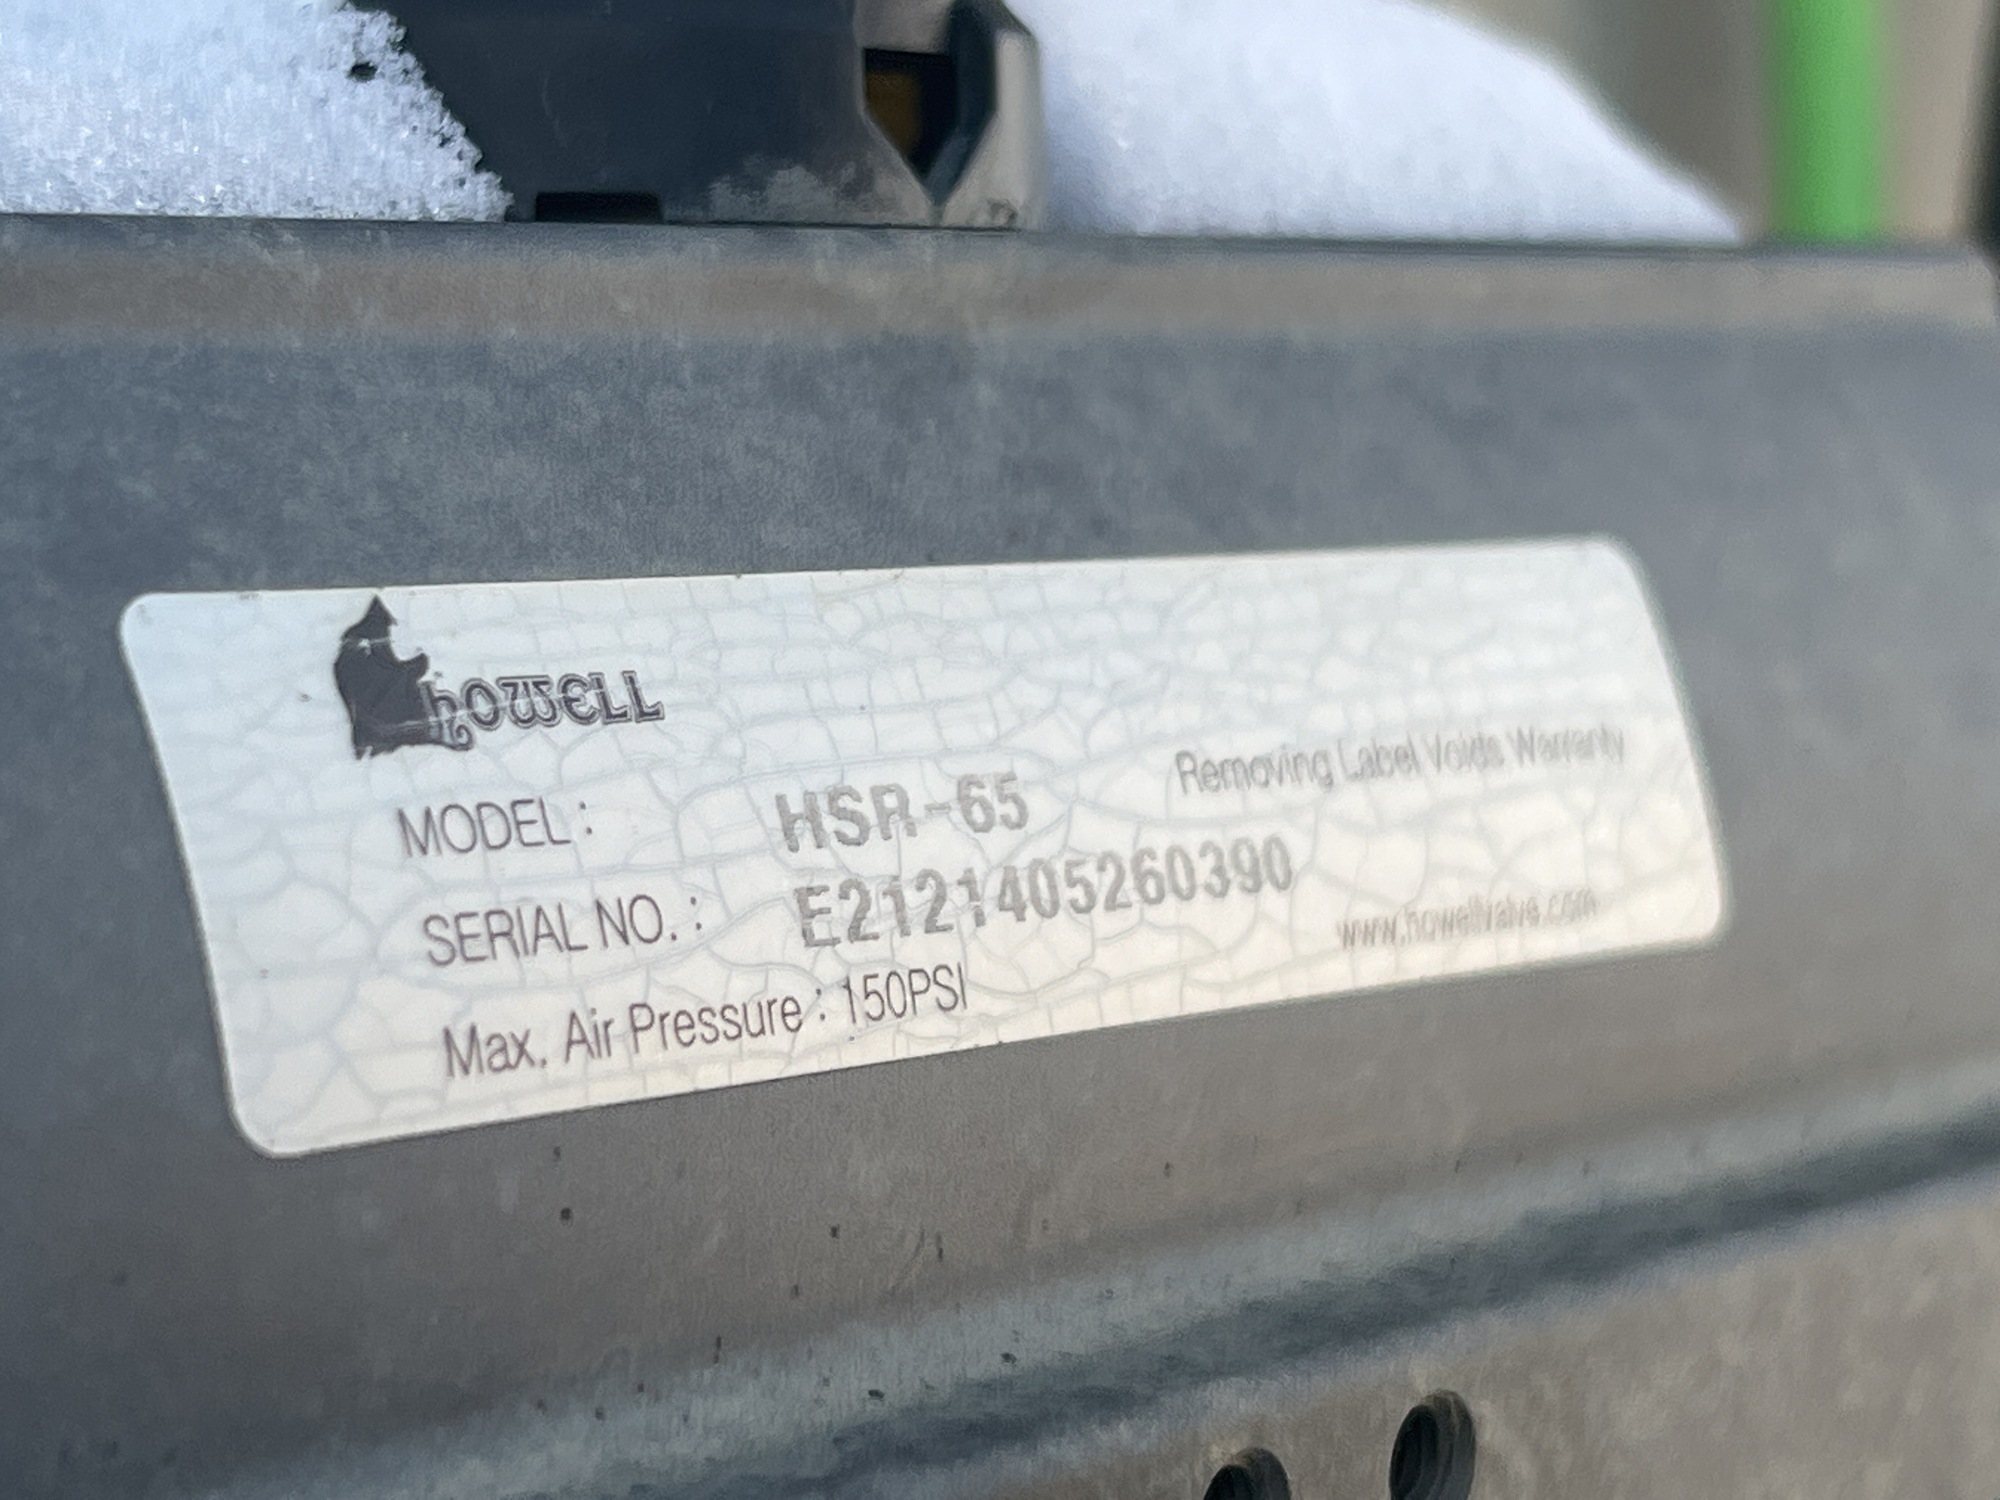 HOWELL
MODEL: HSR-65
Removing Label Voids Warranty
SERIAL NO.: E2121405260390
www.howellvalve.com
Max. Air Pressure : 150PSI